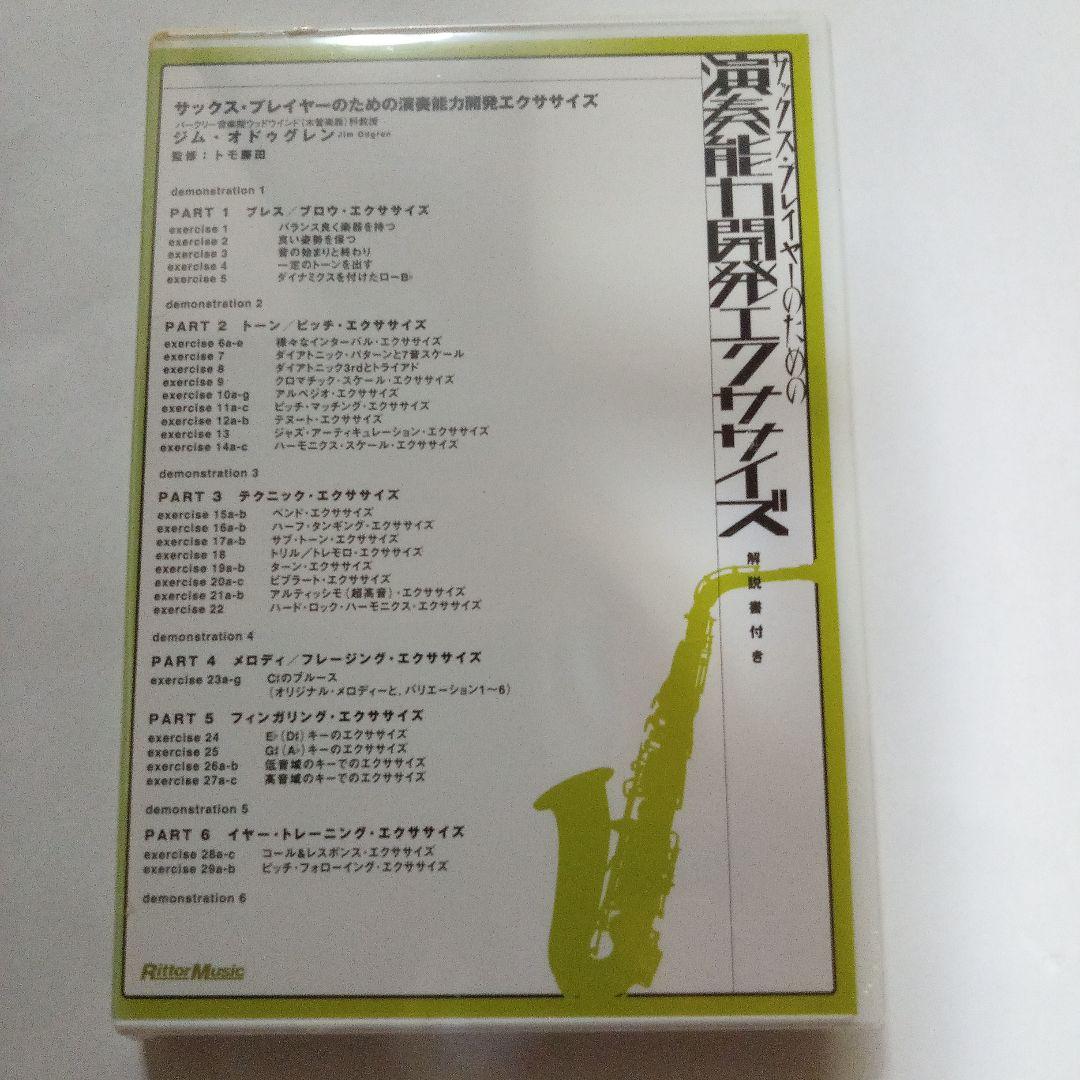 サックス・プレイヤーのための演奏能力開発エクササイズ
バークリー音楽院ウッドウインド(木管楽器)科教授
ジム・オドゥグレン Jim Odgren
監修:トモ藤田
demonstration 1
PART 1 ブレス/ブロウ・エクササイズ
exercise 1 バランス良く楽器を持つ
exercise 2 良い姿勢を保つ
exercise 3 音の始まりと終わり
exercise 4 一定のトーンを出す
exercise 5 ダイナミクスを付けたローB♭
demonstration 2
PART 2 トーン/ピッチ・エクササイズ
exercise 6a-e 様々なインターバル・エクササイズ
exercise 7 ダイアトニック・パターンと7音スケール
exercise 8 ダイアトニック3rdとトライアド
exercise 9 クロマチック・スケール・エクササイズ
exercise 10a-g アルペジオ・エクササイズ
exercise 11a-c ピッチ・マッチング・エクササイズ
exercise 12a-b テヌート・エクササイズ
exercise 13 ジャズ・アーティキュレーション・エクササイズ
exercise 14a-c ハーモニクス・スケール・エクササイズ
demonstration 3
PART 3 テクニック・エクササイズ
exercise 15a-b ベンド・エクササイズ
exercise 16a-b ハーフ・タンギング・エクササイズ
exercise 17a-b サブ・トーン・エクササイズ
exercise 18 トリル/トレモロ・エクササイズ
exercise 19a-b ターン・エクササイズ
exercise 20a-c ビブラート・エクササイズ
exercise 21a-b アルティッシモ(超高音)・エクササイズ
exercise 22 ハード・ロック・ハーモニクス・エクササイズ
demonstration 4
PART 4 メロディ/フレージング・エクササイズ
exercise 23a-g C♯のブルース
(オリジナル・メロディーと、バリエーション1〜6)
PART 5 フィンガリング・エクササイズ
exercise 24 E♭(D♯)キーのエクササイズ
exercise 25 G♯(A♭)キーのエクササイズ
exercise 26a-b 低音域のキーでのエクササイズ
exercise 27a-c 高音域のキーでのエクササイズ
demonstration 5
PART 6 イヤー・トレーニング・エクササイズ
exercise 28a-c コール&レスポンス・エクササイズ
exercise 29a-b ピッチ・フォローイング・エクササイズ
demonstration 6
RittorMusic
サックス・プレイヤーのための
演奏能力開発エクササイズ
解説書付き